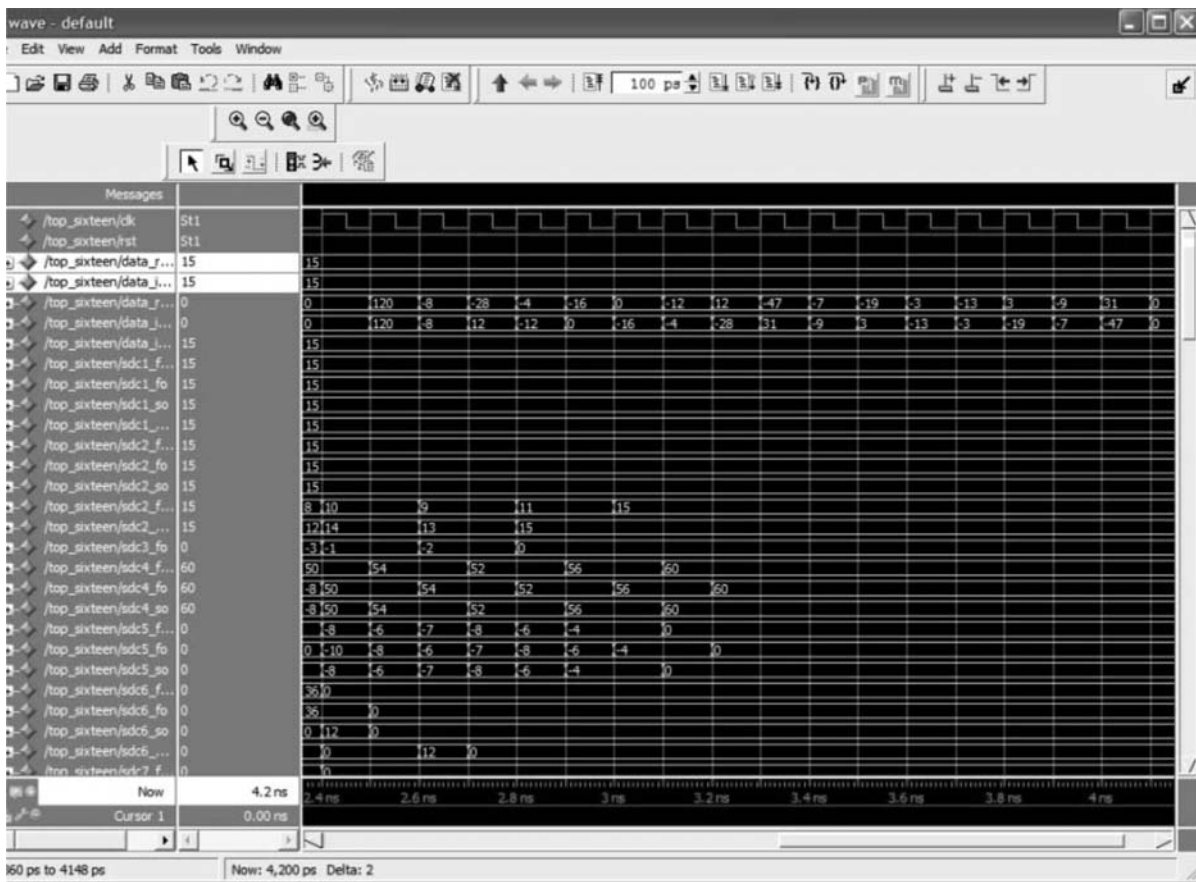 wave - default
Edit View Add Format Tools Window
100 ps
Messages
/top_sixteen/clk St1
/top_sixteen/rst St1
/top_sixteen/data_r... 15 15
/top_sixteen/data_i... 15 15
/top_sixteen/data_r... 0 0 120 -8 -28 -4 -16 0 -12 12 -47 -7 -19 -3 -13 3 -9 31 0
/top_sixteen/data_i... 0 0 120 -8 12 -12 0 -16 -4 -28 31 -9 3 -13 -3 -19 -7 -47 0
/top_sixteen/data_i... 15 15
/top_sixteen/sdc1_f... 15 15
/top_sixteen/sdc1_fo 15 15
/top_sixteen/sdc1_so 15 15
/top_sixteen/sdc1_... 15 15
/top_sixteen/sdc2_f... 15 15
/top_sixteen/sdc2_fo 15 15
/top_sixteen/sdc2_so 15 15
/top_sixteen/sdc2_f... 15 8 10 9 11 15
/top_sixteen/sdc2_... 15 12 14 13 15
/top_sixteen/sdc3_fo 0 -3 -1 -2 0
/top_sixteen/sdc4_f... 60 50 54 52 56 60
/top_sixteen/sdc4_fo 60 -8 50 54 52 56 60
/top_sixteen/sdc4_so 60 -8 50 54 52 56 60
/top_sixteen/sdc5_f... 0 -8 -6 -7 -8 -6 -4 0
/top_sixteen/sdc5_fo 0 0 -10 -8 -6 -7 -8 -6 -4 0
/top_sixteen/sdc5_so 0 -8 -6 -7 -8 -6 -4 0
/top_sixteen/sdc6_f... 0 36 0
/top_sixteen/sdc6_fo 0 36 0
/top_sixteen/sdc6_so 0 0 12 0
/top_sixteen/sdc6_... 0 0 12 0
/top_sixteen/sdc7_f... 0 0
Now 4.2 ns 2.4 ns 2.6 ns 2.8 ns 3 ns 3.2 ns 3.4 ns 3.6 ns 3.8 ns 4 ns
Cursor 1 0.00 ns
360 ps to 4148 ps Now: 4,200 ps Delta: 2